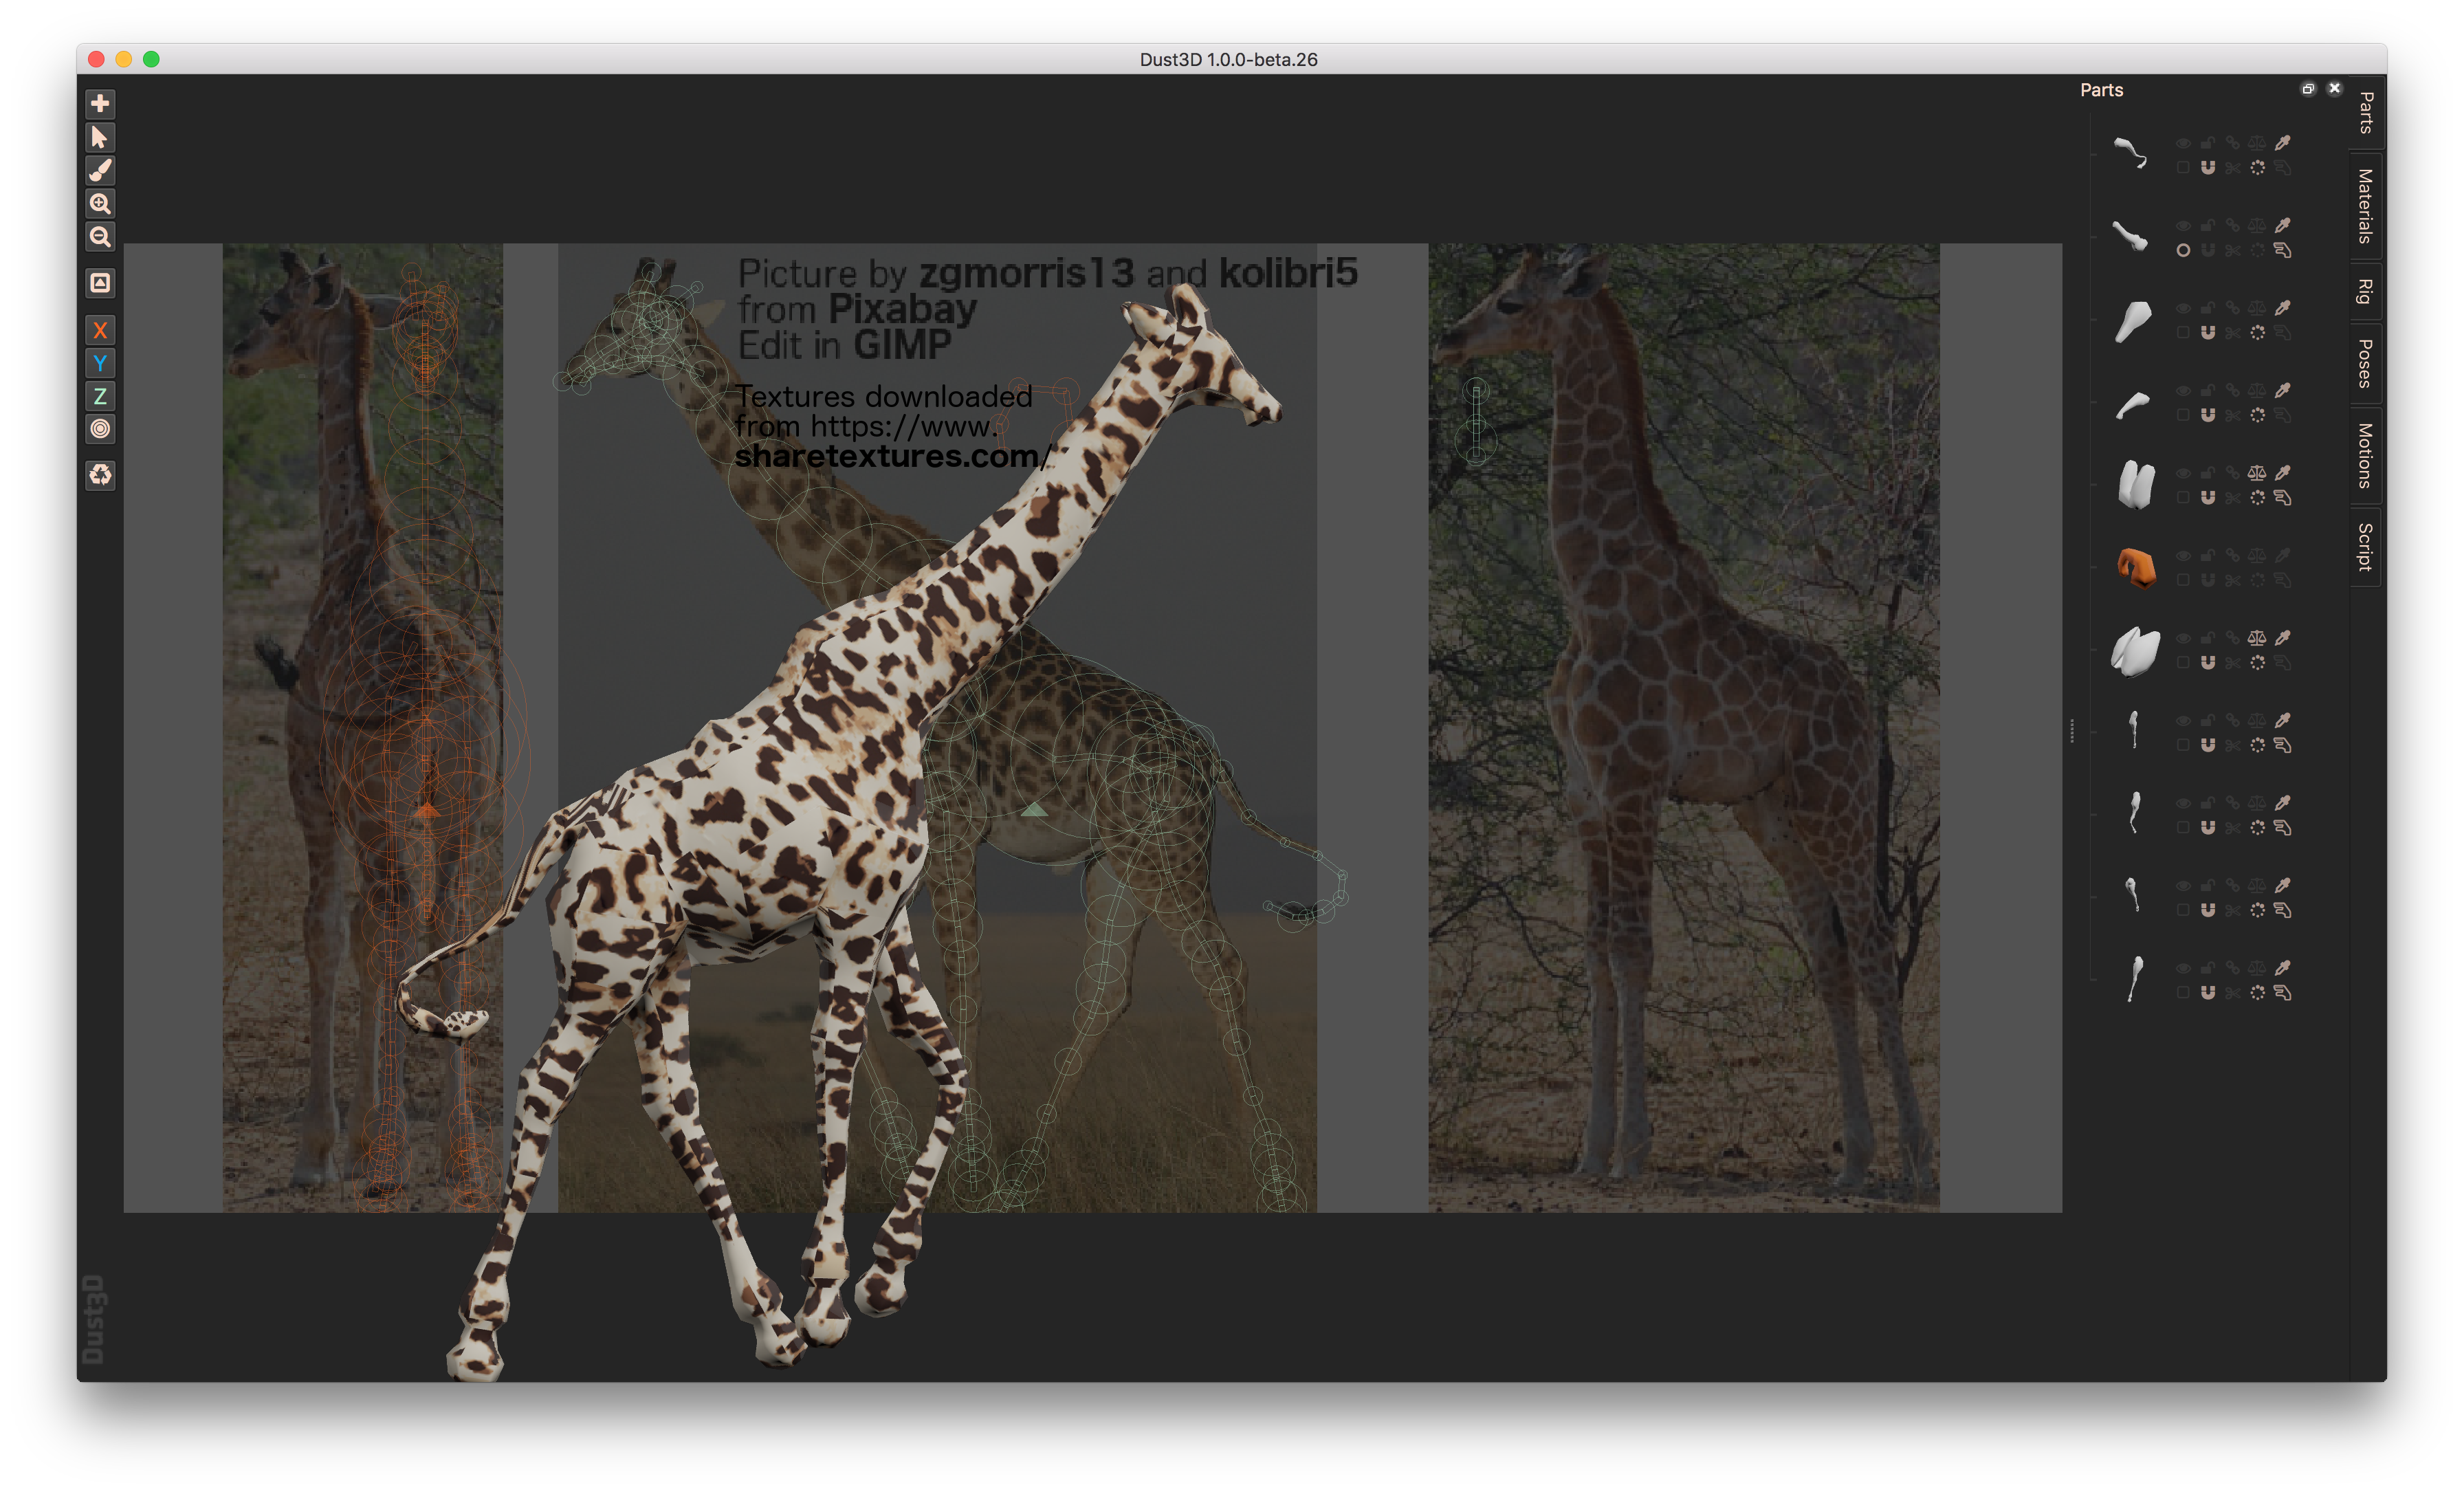 Dust3D 1.0.0-beta.26
Parts
Parts
Materials
Rig
Poses
Motions
Script
X
Y
Z
Picture by zgmorris13 and kolibri5
from Pixabay
Edit in GIMP
Textures downloaded
from https://www.
sharetextures.com/
Dust3D